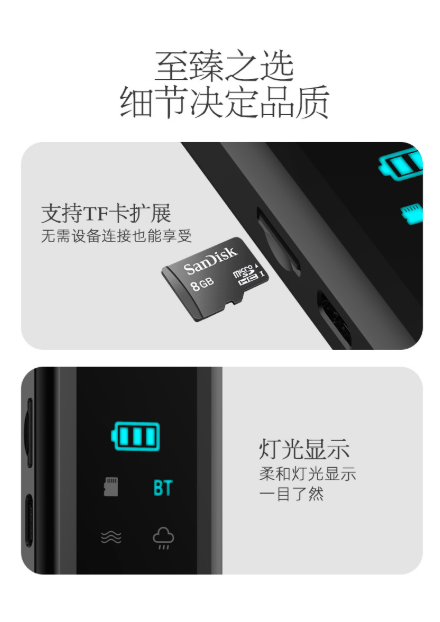 至臻之选
细节决定品质
支持TF卡扩展
无需设备连接也能享受
SanDisk
8GB
micro
HC I
灯光显示
柔和灯光显示
一目了然
BT